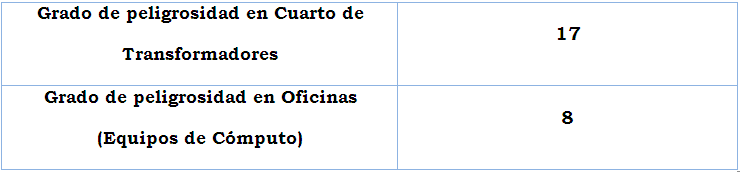 Grado de peligrosidad en Cuarto de
Transformadores
17
Grado de peligrosidad en Oficinas
(Equipos de Cómputo)
8